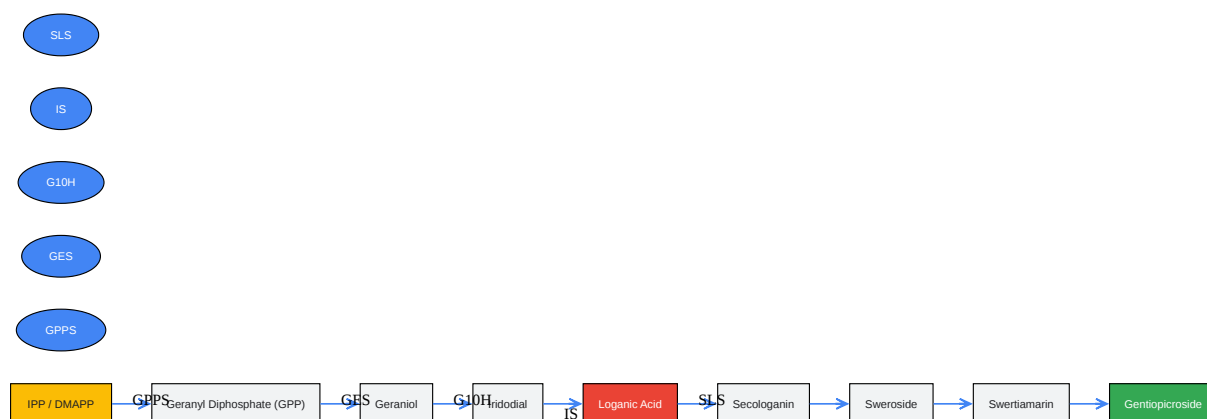 SLS
IS
G10H
GES
GPPS
IPP / DMAPP
GPPS
Geranyl Diphosphate (GPP)
GES
Geraniol
G10H
Iridodial
IS
Loganic Acid
SLS
Secologanin
Sweroside
Swertiamarin
Gentiopicroside